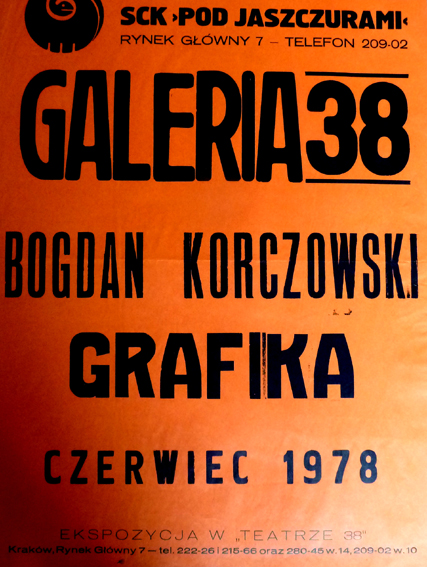 SCK ›POD JASZCZURAMI‹
RYNEK GŁÓWNY 7 – TELEFON 209-02
GALERIA 38
BOGDAN KORCZOWSKI
GRAFIKA
CZERWIEC 1978
EKSPOZYCJA W „TEATRZE 38"
Kraków, Rynek Główny 7 – tel. 222-26 i 215-66 oraz 280-45 w. 14, 209-02 w. 10